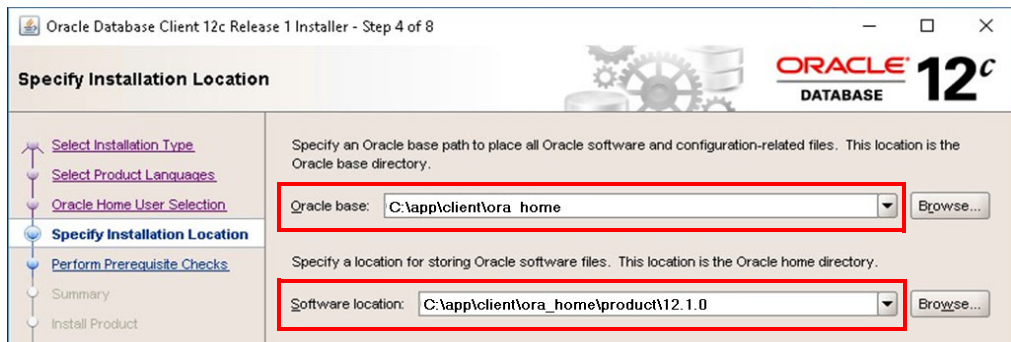 Oracle Database Client 12c Release 1 Installer - Step 4 of 8
Specify Installation Location
ORACLE
DATABASE
12c
Select Installation Type
Select Product Languages
Oracle Home User Selection
Specify Installation Location
Perform Prerequisite Checks
Summary
Install Product
Specify an Oracle base path to place all Oracle software and configuration-related files. This location is the
Oracle base directory.
Oracle base: C:\app\client\ora_home Browse...
Specify a location for storing Oracle software files. This location is the Oracle home directory.
Software location: C:\app\client\ora_home\product\12.1.0 Browse...